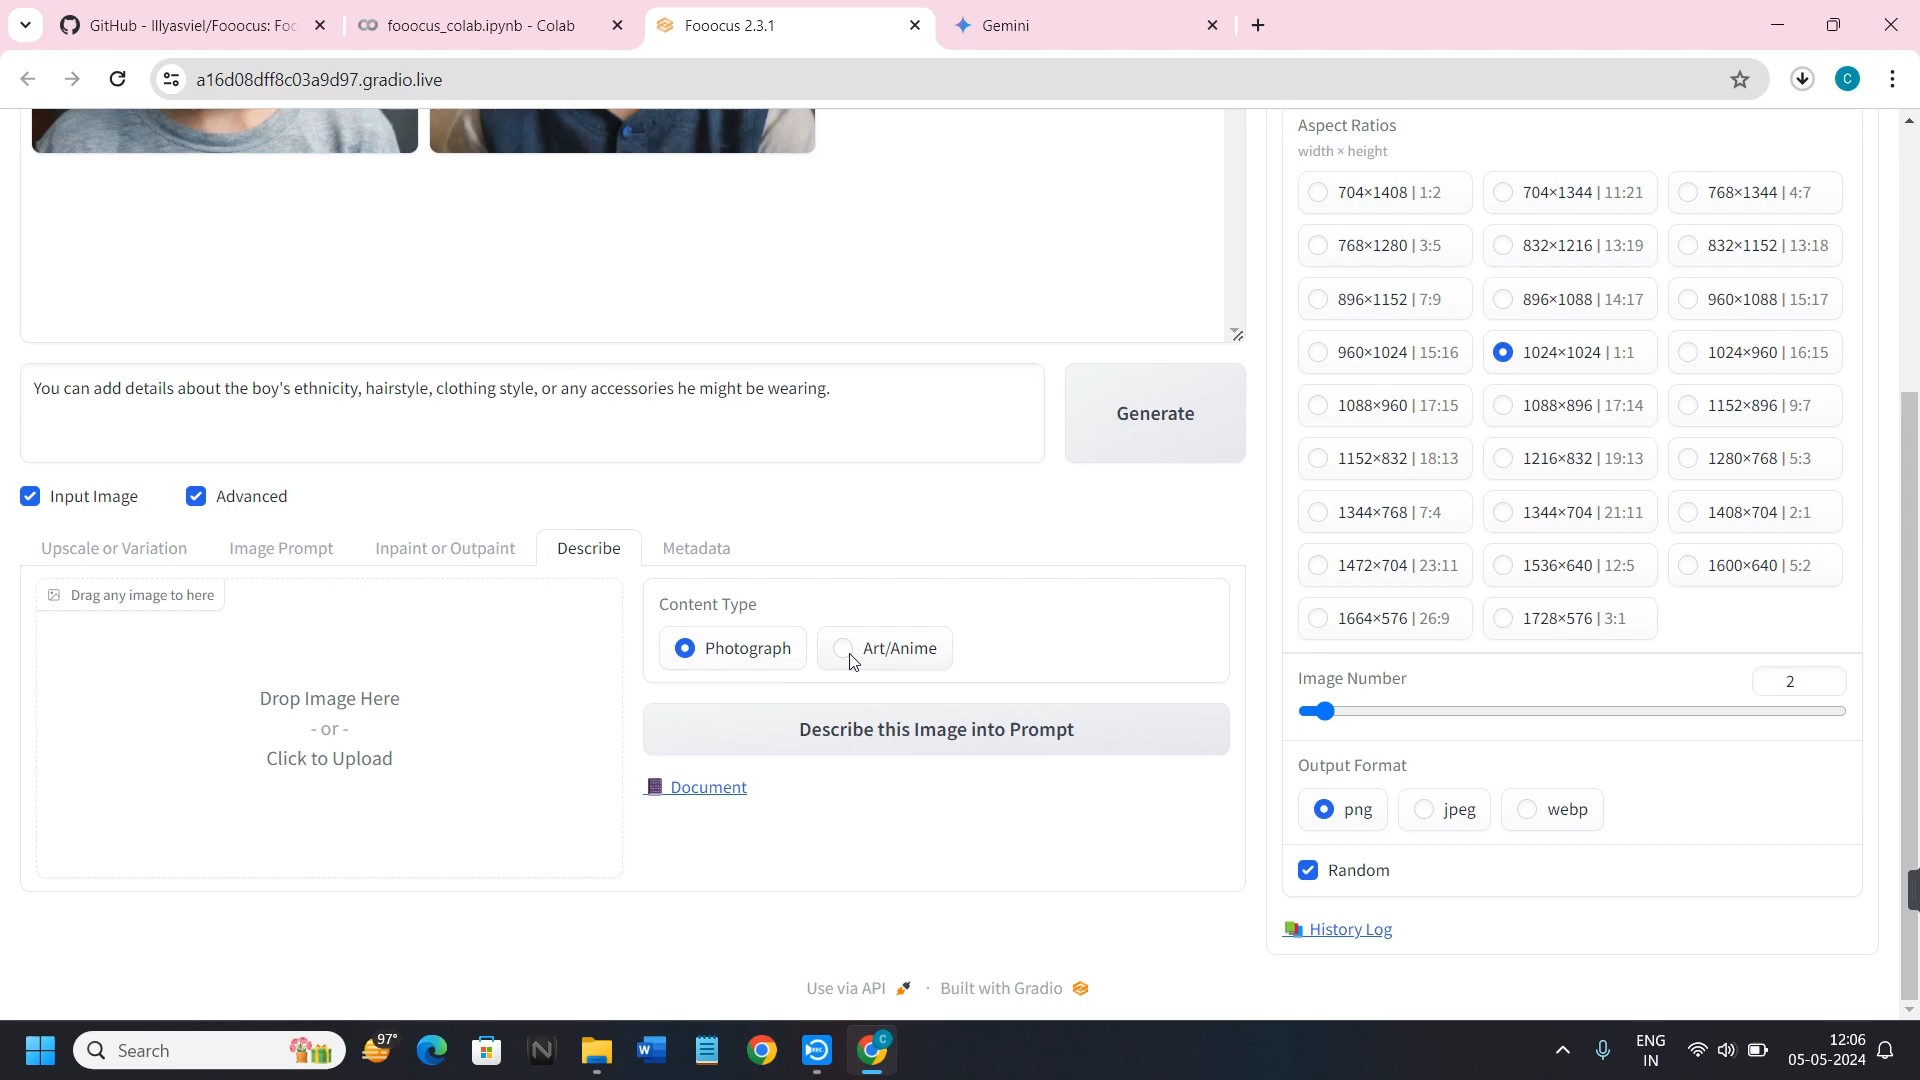 GitHub - lllyasviel/Fooocus: Foc
fooocus_colab.ipynb - Colab
Fooocus 2.3.1
Gemini
a16d08dff8c03a9d97.gradio.live
C
Aspect Ratios
width × height
704×1408 | 1:2
704×1344 | 11:21
768×1344 | 4:7
768×1280 | 3:5
832×1216 | 13:19
832×1152 | 13:18
896×1152 | 7:9
896×1088 | 14:17
960×1088 | 15:17
960×1024 | 15:16
1024×1024 | 1:1
1024×960 | 16:15
1088×960 | 17:15
1088×896 | 17:14
1152×896 | 9:7
1152×832 | 18:13
1216×832 | 19:13
1280×768 | 5:3
1344×768 | 7:4
1344×704 | 21:11
1408×704 | 2:1
1472×704 | 23:11
1536×640 | 12:5
1600×640 | 5:2
1664×576 | 26:9
1728×576 | 3:1
You can add details about the boy's ethnicity, hairstyle, clothing style, or any accessories he might be wearing.
Generate
Input Image
Advanced
Upscale or Variation
Image Prompt
Inpaint or Outpaint
Describe
Metadata
Drag any image to here
Drop Image Here
- or -
Click to Upload
Content Type
Photograph
Art/Anime
Describe this Image into Prompt
Document
Image Number
2
Output Format
png
jpeg
webp
Random
History Log
Use via API
·
Built with Gradio
Search
97°
ENG
IN
12:06
05-05-2024